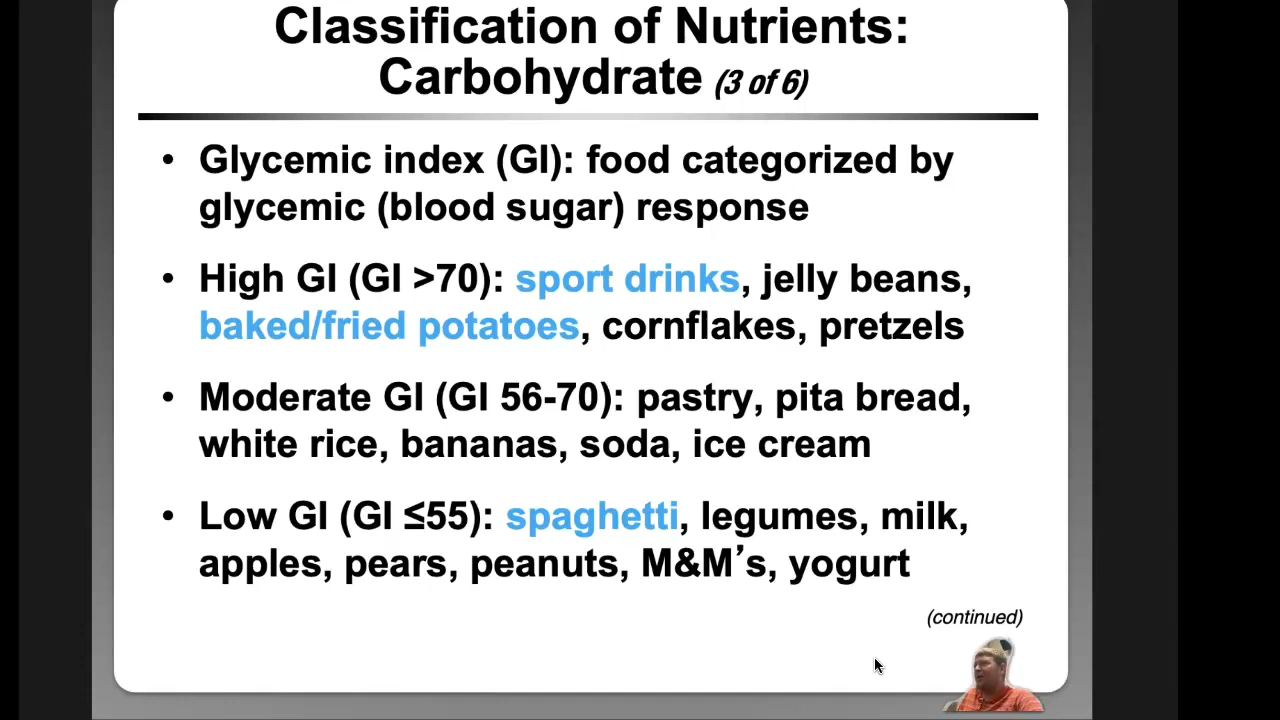 Classification of Nutrients:
Carbohydrate (3 of 6)
• Glycemic index (GI): food categorized by
glycemic (blood sugar) response
• High GI (GI >70): sport drinks, jelly beans,
baked/fried potatoes, cornflakes, pretzels
• Moderate GI (GI 56-70): pastry, pita bread,
white rice, bananas, soda, ice cream
• Low GI (GI ≤55): spaghetti, legumes, milk,
apples, pears, peanuts, M&M’s, yogurt
(continued)